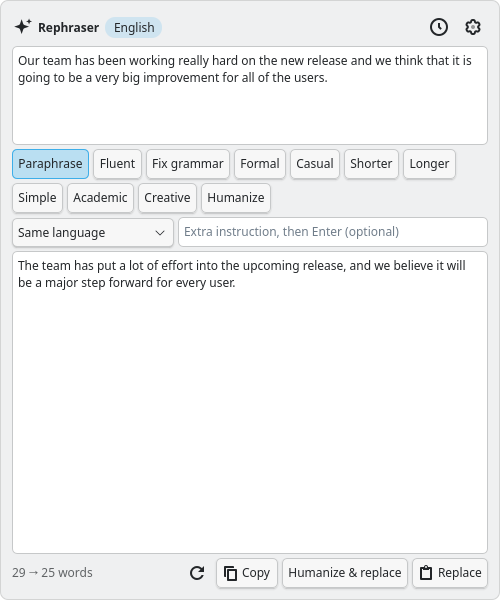 Rephraser English
Our team has been working really hard on the new release and we think that it is
going to be a very big improvement for all of the users.
Paraphrase Fluent Fix grammar Formal Casual Shorter Longer
Simple Academic Creative Humanize
Same language Extra instruction, then Enter (optional)
The team has put a lot of effort into the upcoming release, and we believe it will
be a major step forward for every user.
29 → 25 words Copy Humanize & replace Replace